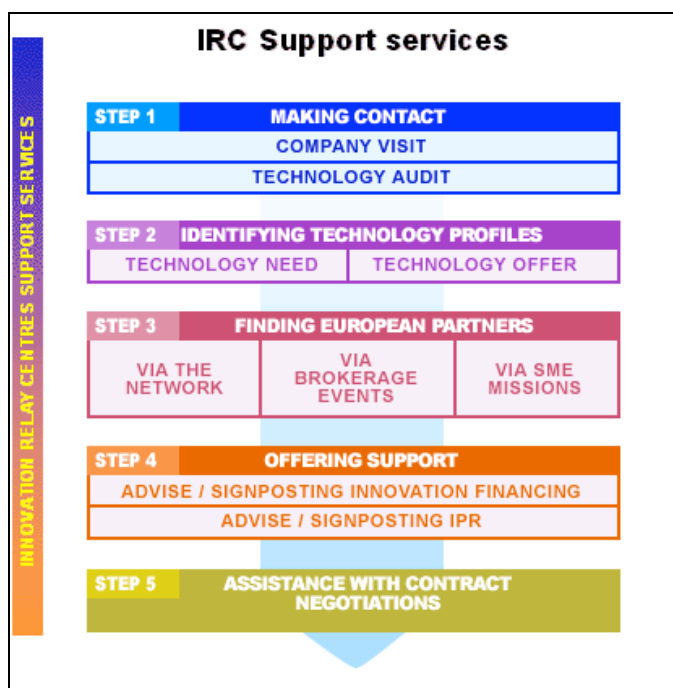 IRC Support services
INNOVATION RELAY CENTRES SUPPORT SERVICES
STEP 1 MAKING CONTACT
COMPANY VISIT
TECHNOLOGY AUDIT
STEP 2 IDENTIFYING TECHNOLOGY PROFILES
TECHNOLOGY NEED TECHNOLOGY OFFER
STEP 3 FINDING EUROPEAN PARTNERS
VIA THE
NETWORK
VIA
BROKERAGE
EVENTS
VIA SME
MISSIONS
STEP 4 OFFERING SUPPORT
ADVISE / SIGNPOSTING INNOVATION FINANCING
ADVISE / SIGNPOSTING IPR
STEP 5 ASSISTANCE WITH CONTRACT
NEGOTIATIONS